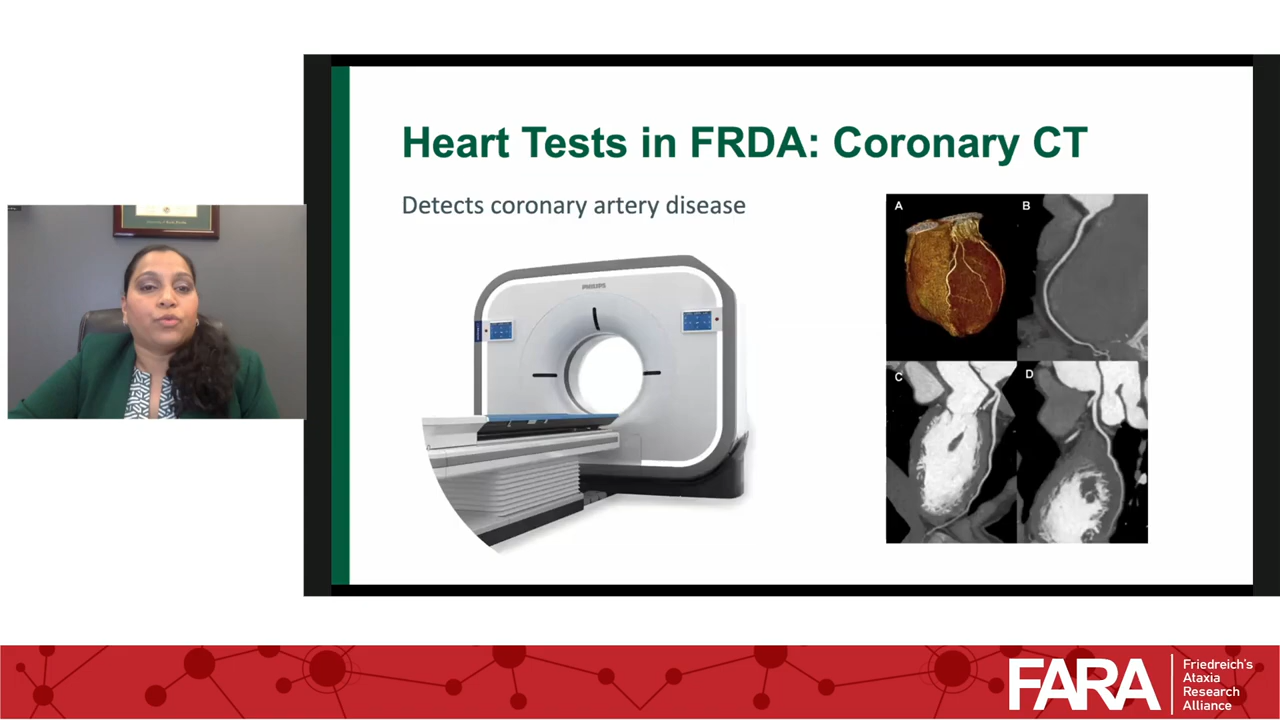 Heart Tests in FRDA: Coronary CT
Detects coronary artery disease
PHILIPS
A
B
C
D
FARA
Friedreich's
Ataxia
Research
Alliance